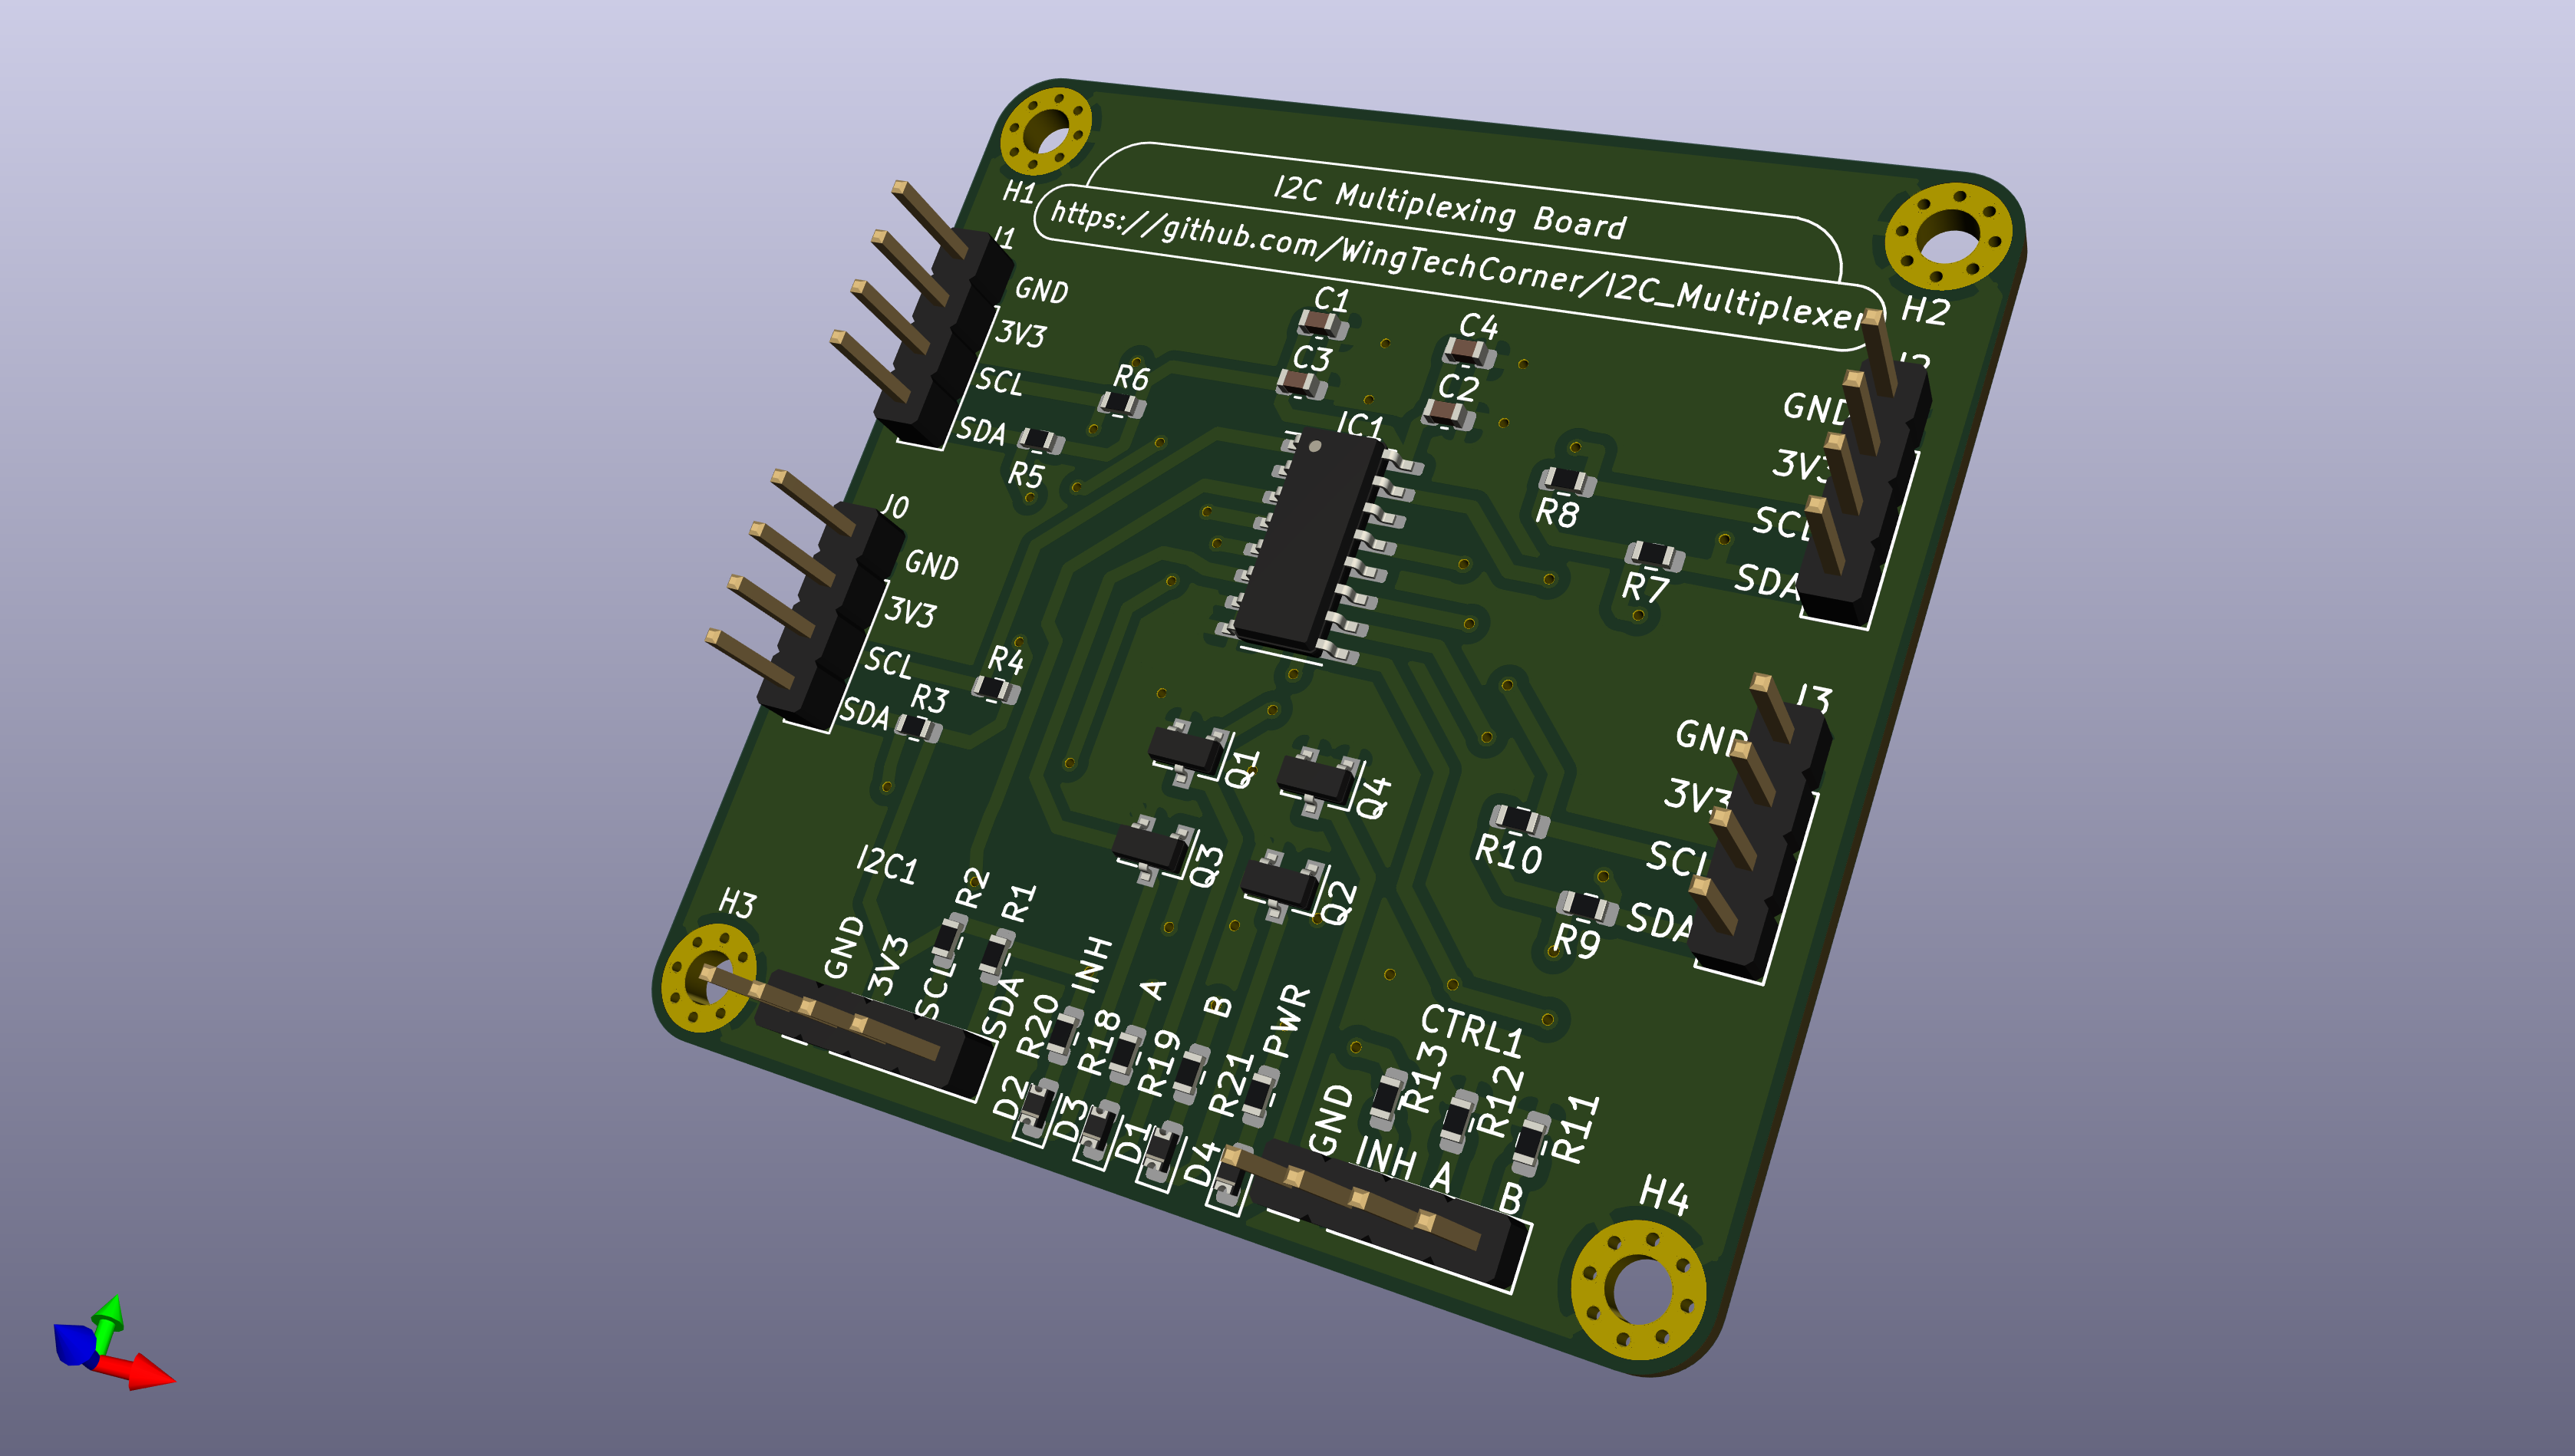 I2C Multiplexing Board
https://github.com/WingTechCorner/I2C_Multiplexer
H1
H2
J1
GND
3V3
SCL
SDA
R6
R5
C1
C3
C4
C2
IC1
GND
3V3
SDA
R8
R7
J0
GND
3V3
SCL
SDA
R4
R3
Q1
Q4
Q3
Q2
GND
3V3
R10
R9
I2C1
H3
GND
3V3
SCL
SDA
R2
R1
INH
A
B
PWR
R20
R18
R19
R21
D2
D3
D1
D4
CTRL1
R13
R12
R11
GND
INH
A
B
H4